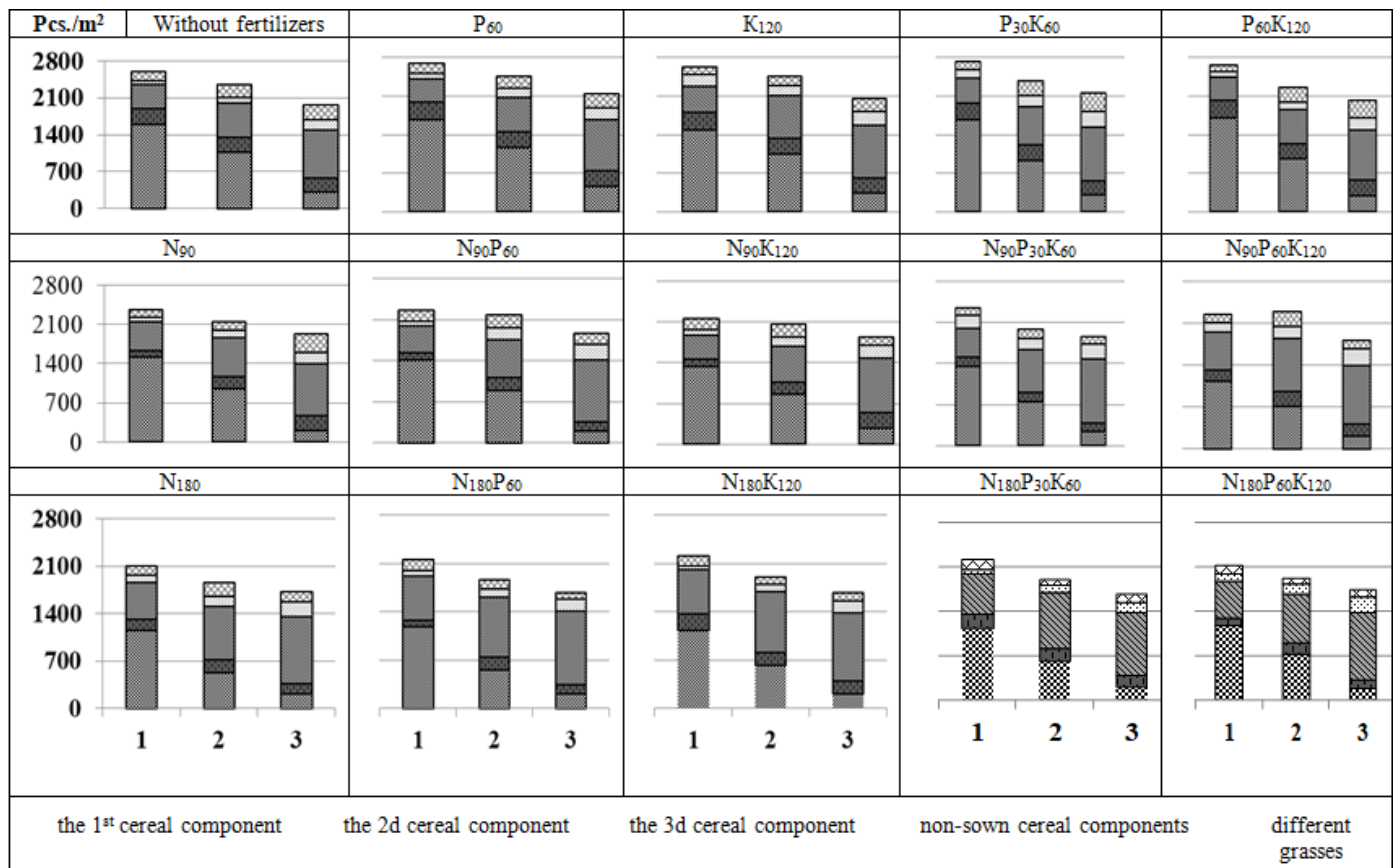 Pcs./m² Without fertilizers P₆₀ K₁₂₀ P₃₀K₆₀ P₆₀K₁₂₀
2800
2100
1400
700
0
N₉₀ N₉₀P₆₀ N₉₀K₁₂₀ N₉₀P₃₀K₆₀ N₉₀P₆₀K₁₂₀
2800
2100
1400
700
0
N₁₈₀ N₁₈₀P₆₀ N₁₈₀K₁₂₀ N₁₈₀P₃₀K₆₀ N₁₈₀P₆₀K₁₂₀
2800
2100
1400
700
0
1 2 3 1 2 3 1 2 3 1 2 3 1 2 3
the 1ˢᵗ cereal component the 2d cereal component the 3d cereal component non-sown cereal components different
grasses